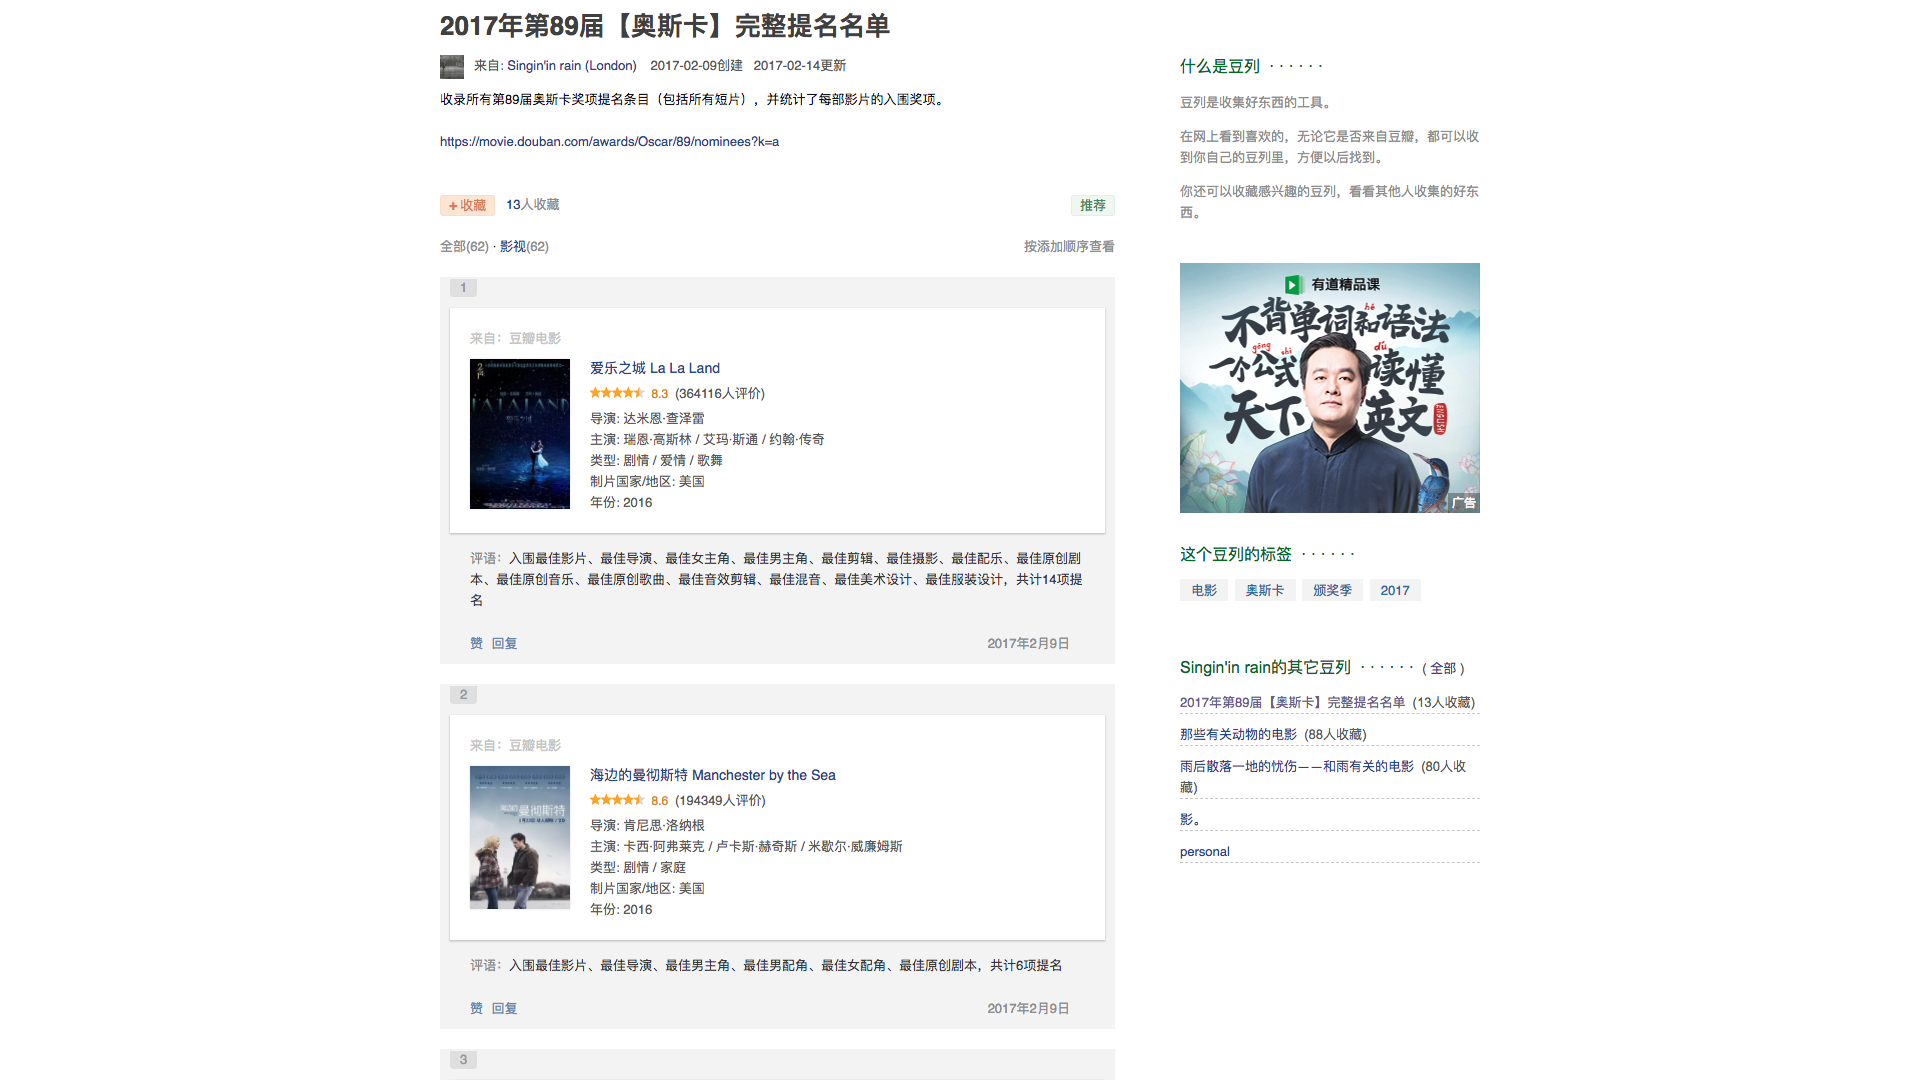 2017年第89届【奥斯卡】完整提名名单
来自: Singin'in rain (London) 2017-02-09创建 2017-02-14更新
收录所有第89届奥斯卡奖项提名条目（包括所有短片），并统计了每部影片的入围奖项。
https://movie.douban.com/awards/Oscar/89/nominees?k=a
+ 收藏 13人收藏 推荐
全部(62) · 影视(62) 按添加顺序查看
1
来自：豆瓣电影
爱乐之城 La La Land
8.3 (364116人评价)
导演: 达米恩·查泽雷
主演: 瑞恩·高斯林 / 艾玛·斯通 / 约翰·传奇
类型: 剧情 / 爱情 / 歌舞
制片国家/地区: 美国
年份: 2016
LA LA LAND
评语：入围最佳影片、最佳导演、最佳女主角、最佳男主角、最佳剪辑、最佳摄影、最佳配乐、最佳原创剧
本、最佳原创音乐、最佳原创歌曲、最佳音效剪辑、最佳混音、最佳美术设计、最佳服装设计，共计14项提
名
赞 回复 2017年2月9日
2
来自：豆瓣电影
海边的曼彻斯特 Manchester by the Sea
8.6 (194349人评价)
导演: 肯尼思·洛纳根
主演: 卡西·阿弗莱克 / 卢卡斯·赫奇斯 / 米歇尔·威廉姆斯
类型: 剧情 / 家庭
制片国家/地区: 美国
年份: 2016
海边的曼彻斯特
评语：入围最佳影片、最佳导演、最佳男主角、最佳男配角、最佳女配角、最佳原创剧本，共计6项提名
赞 回复 2017年2月9日
3
什么是豆列 · · · · · ·
豆列是收集好东西的工具。
在网上看到喜欢的，无论它是否来自豆瓣，都可以收
到你自己的豆列里，方便以后找到。
你还可以收藏感兴趣的豆列，看看其他人收集的好东
西。
有道精品课
不背单词和语法
hé
gōng shì dú
一个公式读懂
天下英文
ENGLISH
广告
这个豆列的标签 · · · · · ·
电影 奥斯卡 颁奖季 2017
Singin'in rain的其它豆列 · · · · · · ( 全部 )
2017年第89届【奥斯卡】完整提名名单 (13人收藏)
那些有关动物的电影 (88人收藏)
雨后散落一地的忧伤——和雨有关的电影 (80人收
藏)
影。
personal